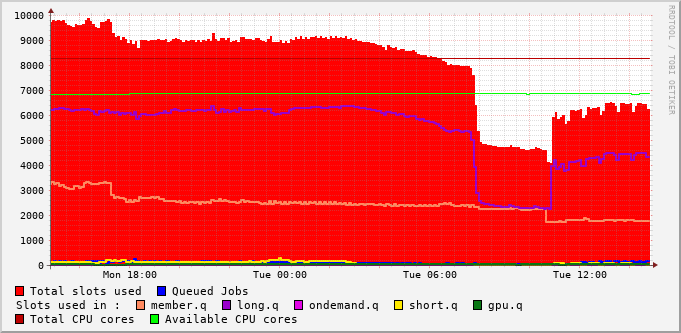 10000
9000
8000
7000
6000
5000
4000
3000
2000
1000
0
Mon 18:00 Tue 00:00 Tue 06:00 Tue 12:00
Total slots used Queued Jobs
Slots used in : member.q long.q ondemand.q short.q gpu.q
Total CPU cores Available CPU cores
RRDTOOL / TOBI OETIKER